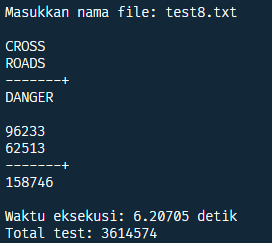 Masukkan nama file: test8.txt
CROSS
ROADS
-------+
DANGER
96233
62513
-------+
158746
Waktu eksekusi: 6.20705 detik
Total test: 3614574